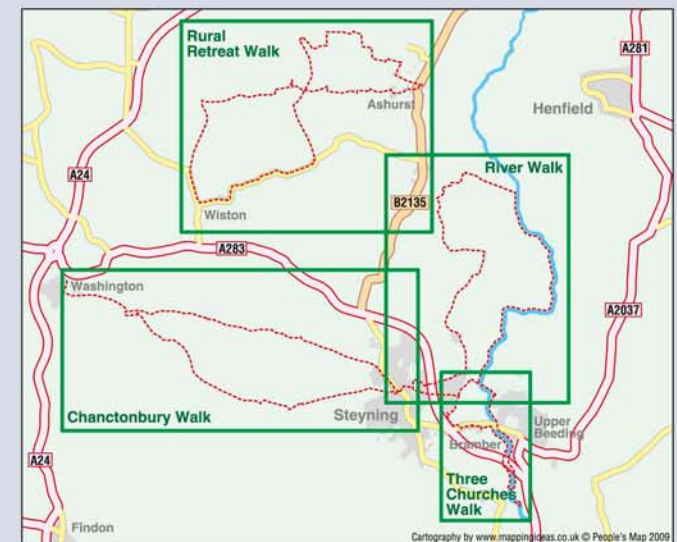 Rural
Retreat Walk
A281
Ashurst
Henfield
A24
River Walk
B2135
Wiston
A283
Washington
A2037
Chanctonbury Walk
Steyning
Upper
Beeding
Bramber
A24
Three
Churches
Walk
Findon
Cartography by www.mappingideas.co.uk © People's Map 2009